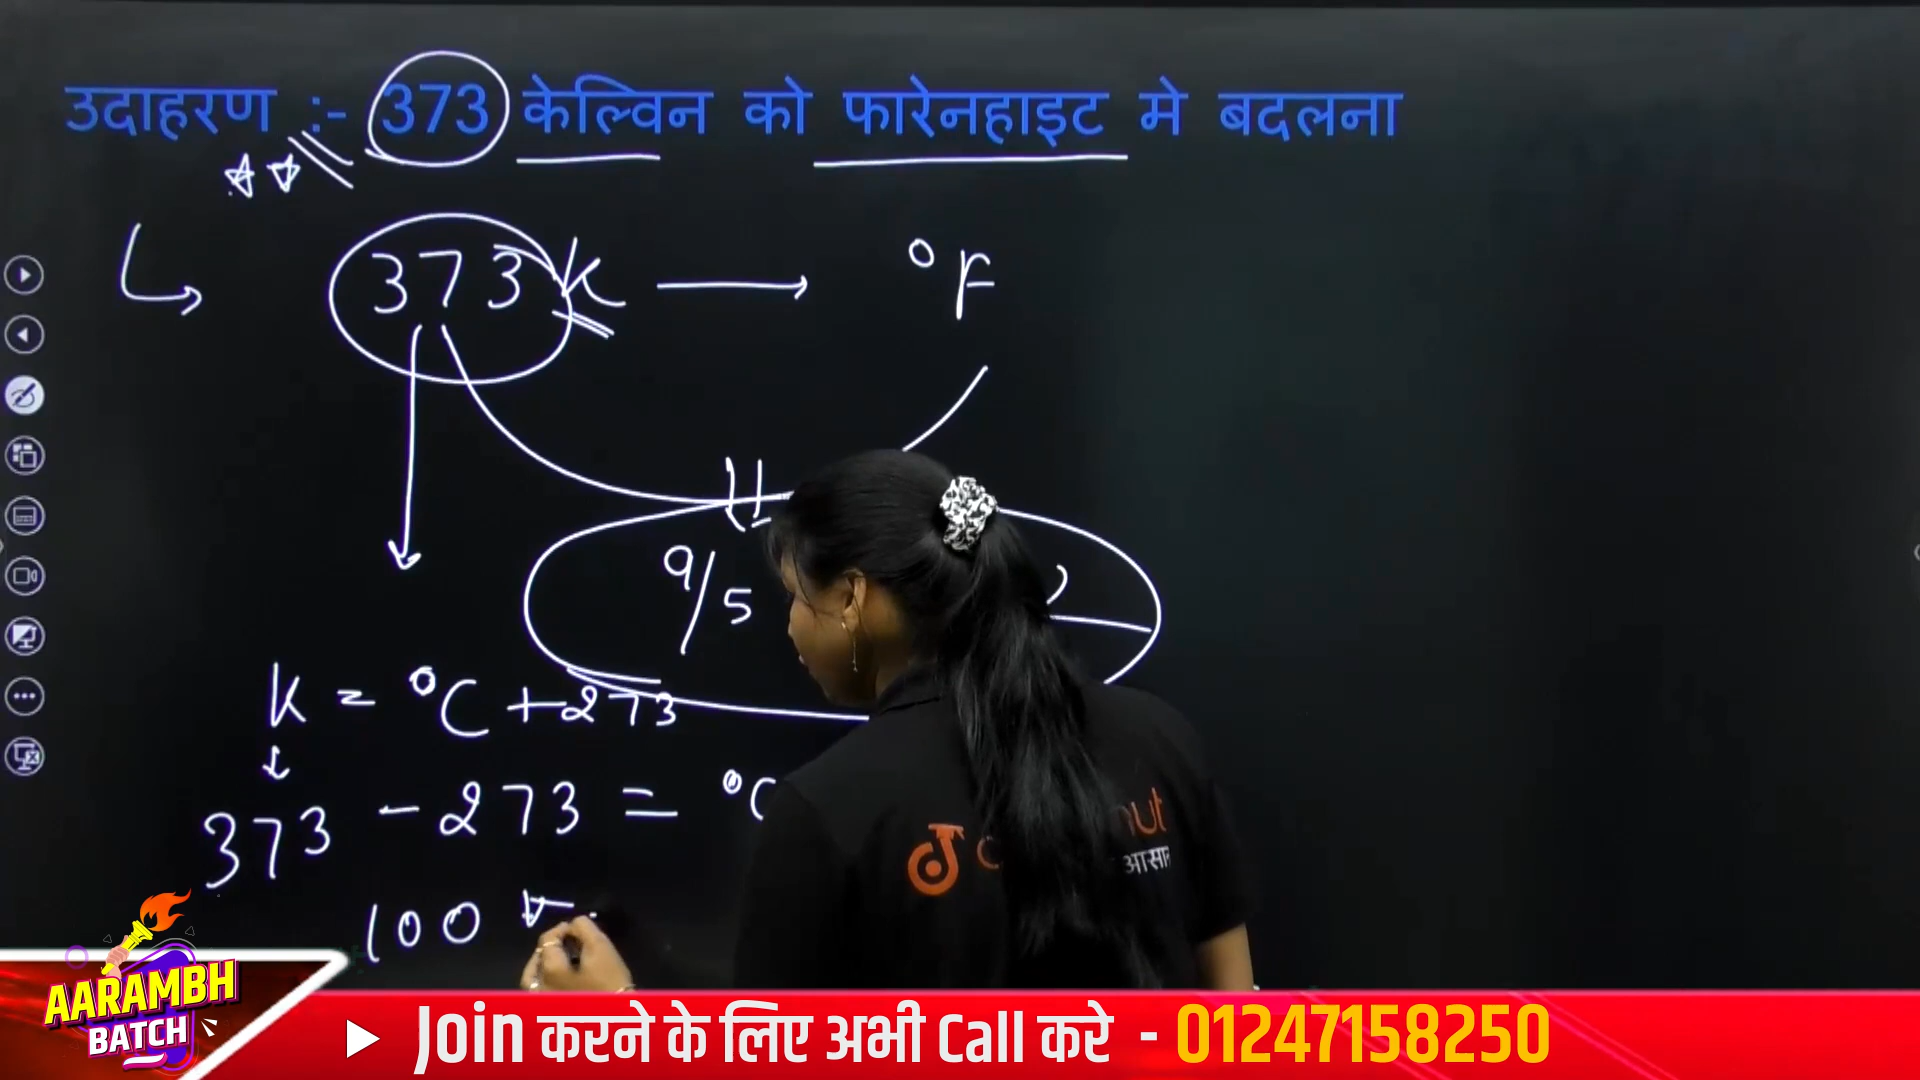 उदाहरण :- 373 केल्विन को फारेनहाइट मे बदलना
373 K → °F
9/5
K = °C + 273
373 - 273 = °C
100
आसान
AARAMBH
BATCH
Join करने के लिए अभी Call करे - 01247158250